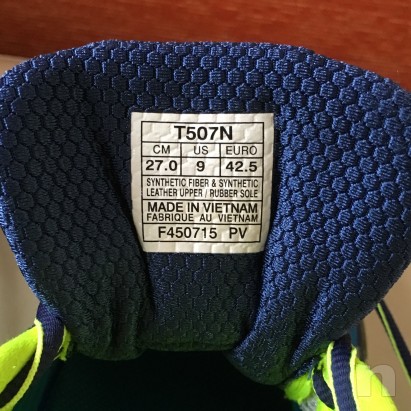 T507N
CM US EURO
27.0 9 42.5
SYNTHETIC FIBER & SYNTHETIC
LEATHER UPPER / RUBBER SOLE
MADE IN VIETNAM
FABRIQUE AU VIETNAM
F450715 PV